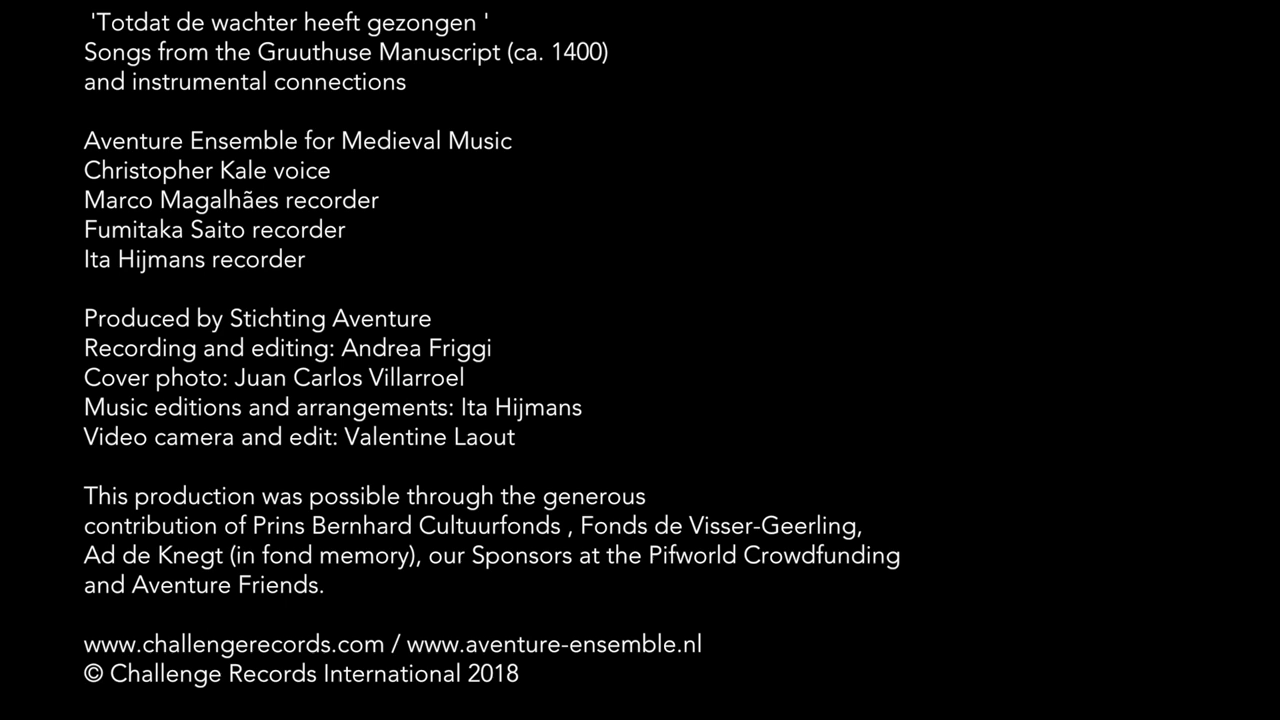 'Totdat de wachter heeft gezongen '
Songs from the Gruuthuse Manuscript (ca. 1400)
and instrumental connections
Aventure Ensemble for Medieval Music
Christopher Kale voice
Marco Magalhães recorder
Fumitaka Saito recorder
Ita Hijmans recorder
Produced by Stichting Aventure
Recording and editing: Andrea Friggi
Cover photo: Juan Carlos Villarroel
Music editions and arrangements: Ita Hijmans
Video camera and edit: Valentine Laout
This production was possible through the generous
contribution of Prins Bernhard Cultuurfonds , Fonds de Visser-Geerling,
Ad de Knegt (in fond memory), our Sponsors at the Pifworld Crowdfunding
and Aventure Friends.
www.challengerecords.com / www.aventure-ensemble.nl
© Challenge Records International 2018